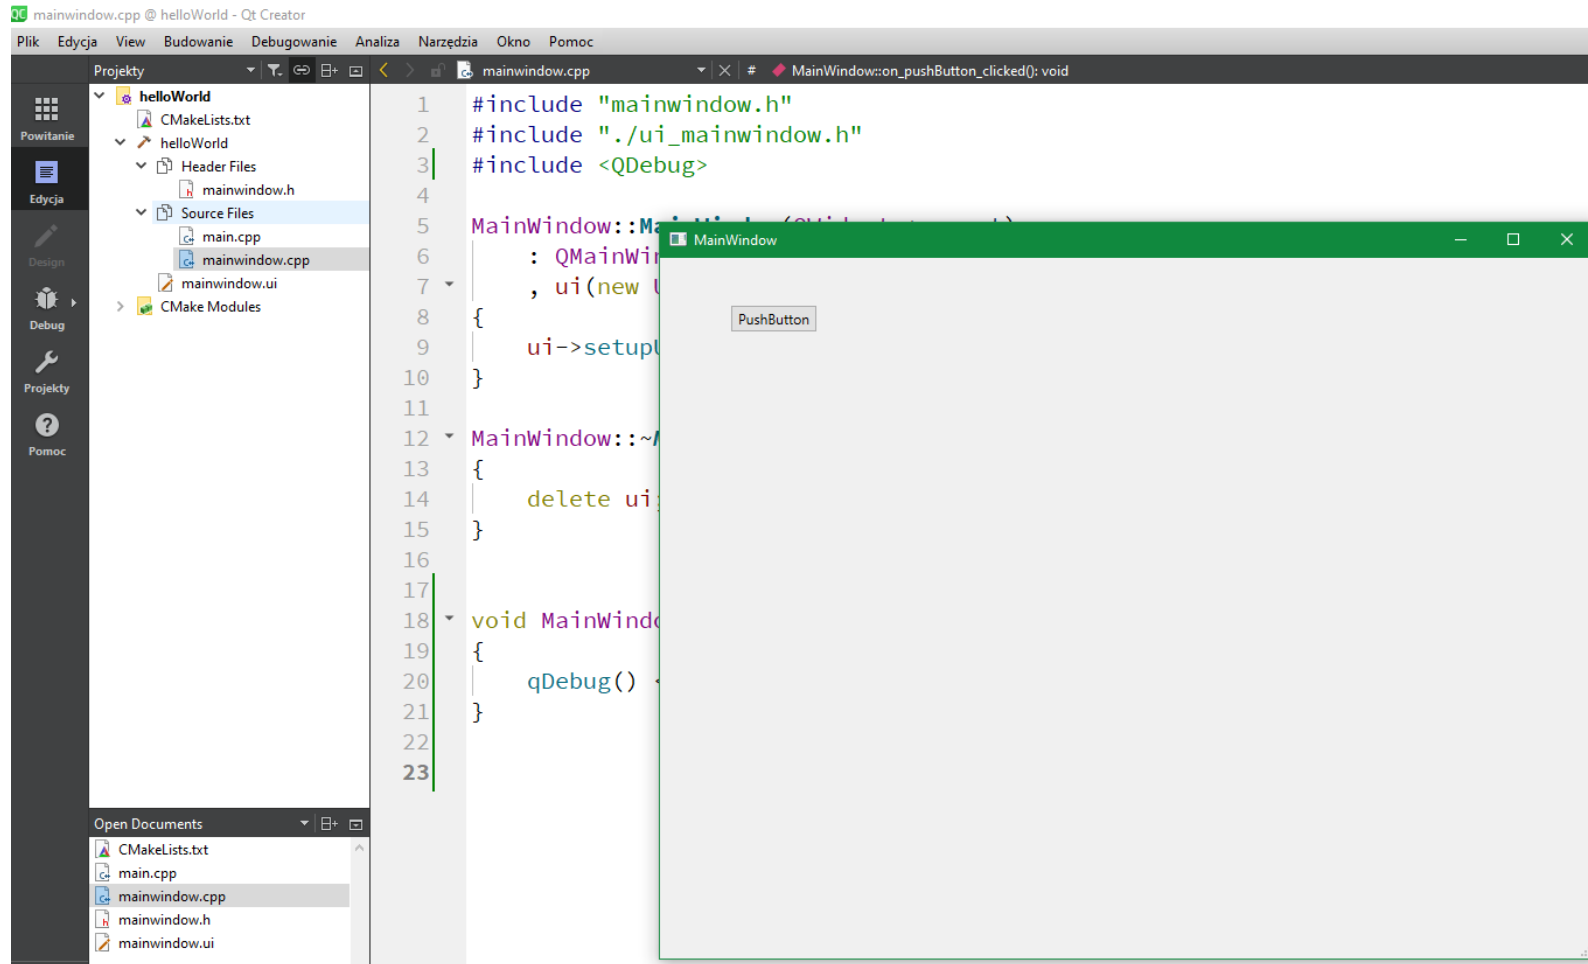 mainwindow.cpp @ helloWorld - Qt Creator
Plik Edycja View Budowanie Debugowanie Analiza Narzędzia Okno Pomoc
Projekty
mainwindow.cpp
# MainWindow::on_pushButton_clicked(): void
Powitanie
Edycja
Design
Debug
Projekty
Pomoc
helloWorld
CMakeLists.txt
helloWorld
Header Files
mainwindow.h
Source Files
main.cpp
mainwindow.cpp
mainwindow.ui
CMake Modules
Open Documents
CMakeLists.txt
main.cpp
mainwindow.cpp
mainwindow.h
mainwindow.ui
1 #include "mainwindow.h"
2 #include "./ui_mainwindow.h"
3 #include <QDebug>
4
5 MainWindow::
6 : QMainWin
7 , ui(new
8 {
9 ui->setup
10 }
11
12 MainWindow::~
13 {
14 delete ui;
15 }
16
17
18 void MainWindo
19 {
20 qDebug()
21 }
22
23
MainWindow
PushButton